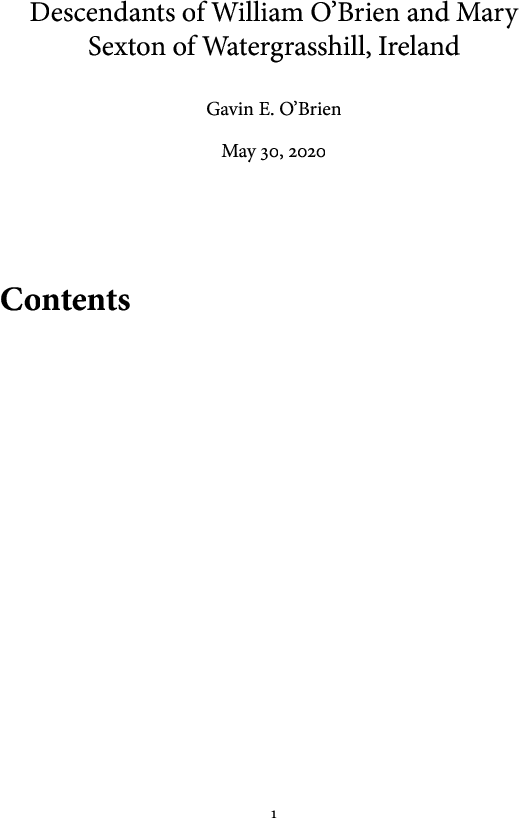 Descendants of William O’Brien and Mary
Sexton of Watergrasshill, Ireland
Gavin E. O’Brien
May 30, 2020
Contents
1